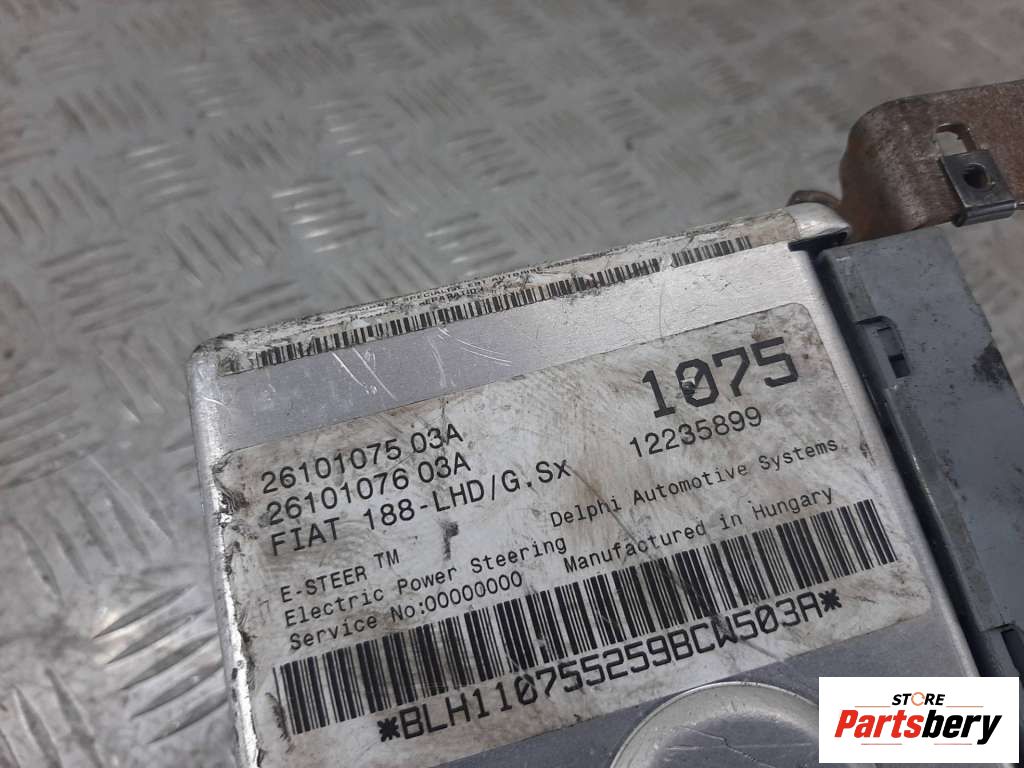 1075
26101075 03A
12235899
26101076 03A
FIAT 188-LHD/G.Sx
E-STEER TM
Delphi Automotive Systems
Electric Power Steering
Service No:00000000 Manufactured in Hungary
*BLH110755259BCW503A*
STORE
Partsbery